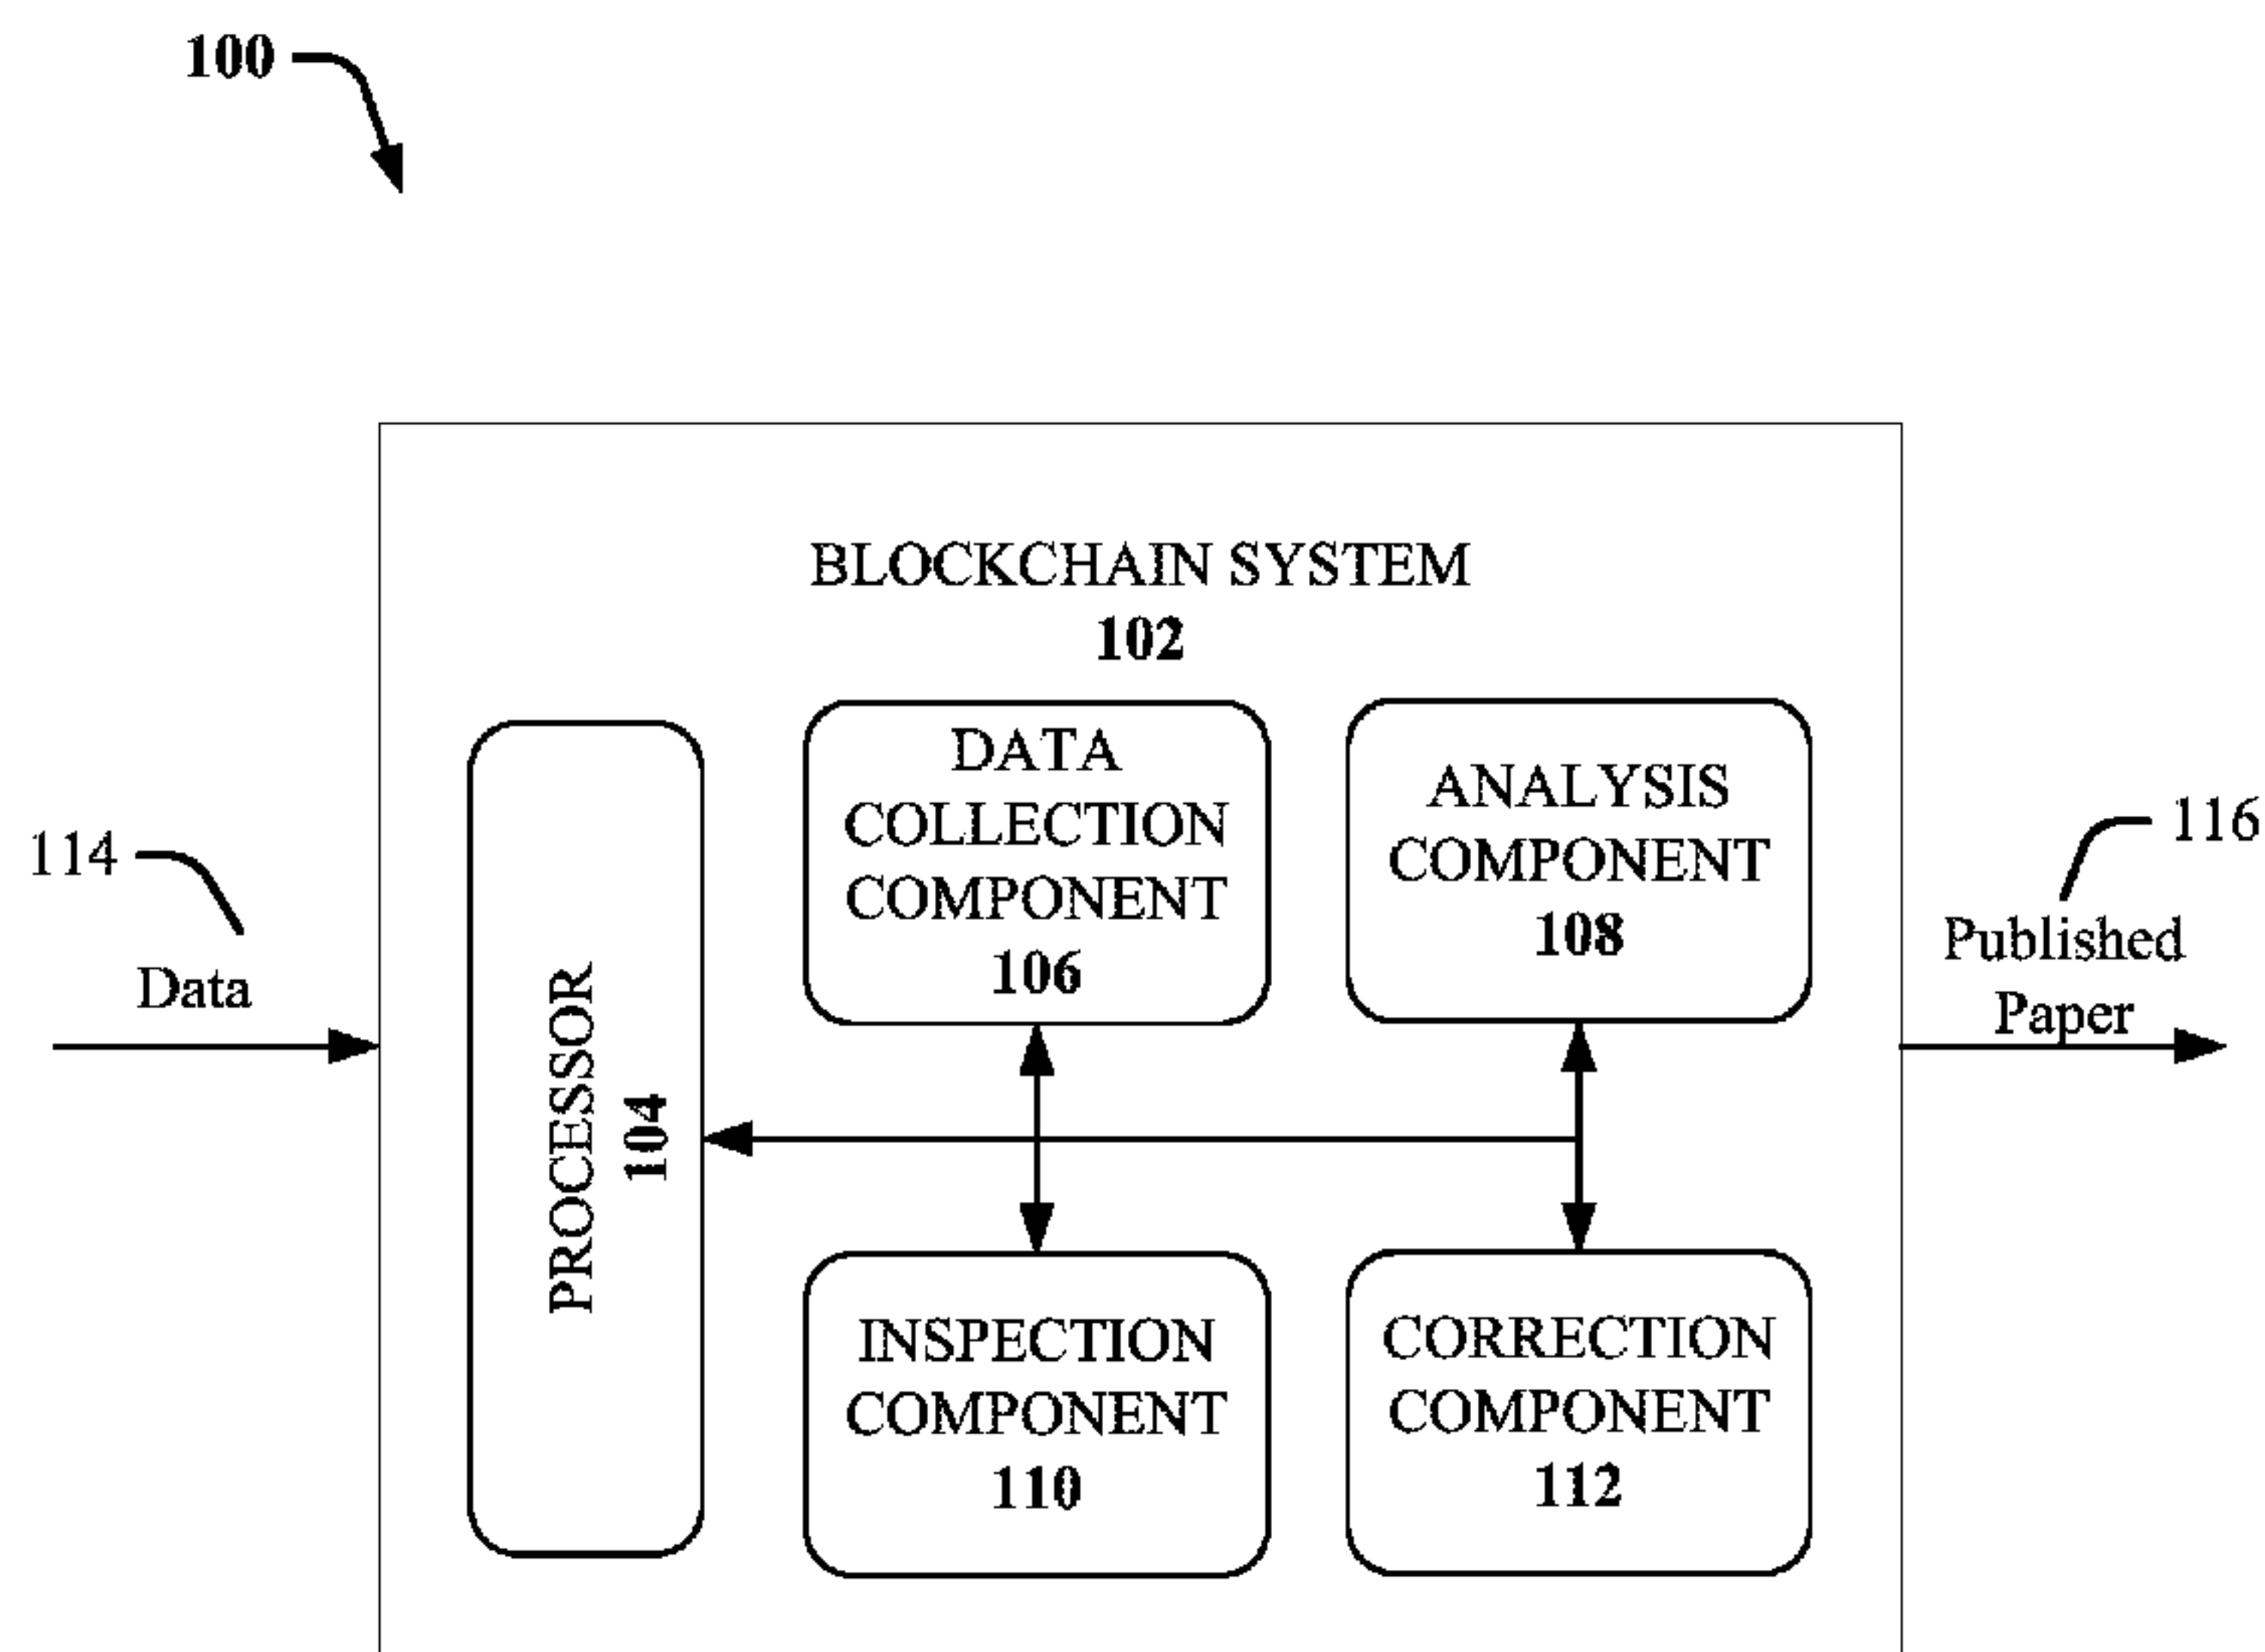 100
BLOCKCHAIN SYSTEM
102
PROCESSOR
104
DATA
COLLECTION
COMPONENT
106
ANALYSIS
COMPONENT
108
INSPECTION
COMPONENT
110
CORRECTION
COMPONENT
112
114
Data
116
Published
Paper